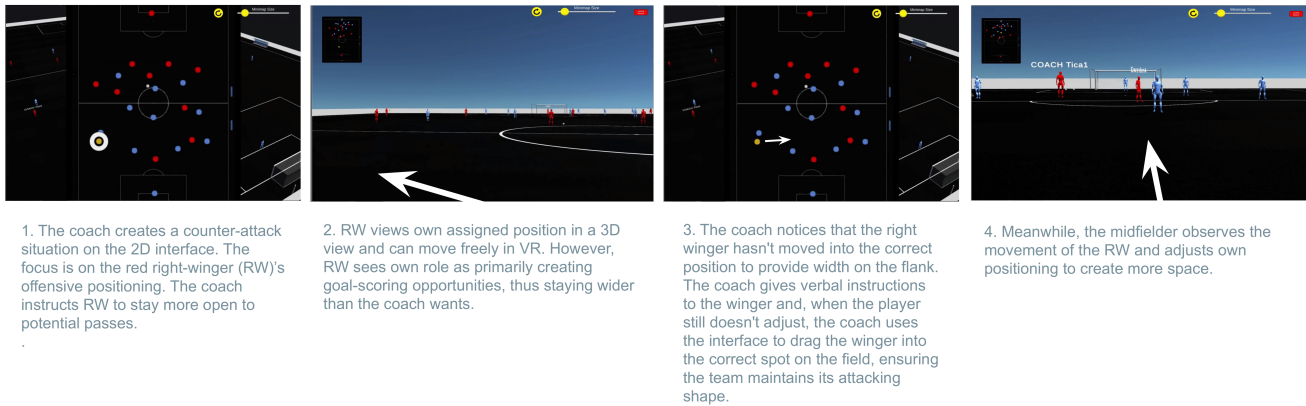 Minimap Size
Minimap Size
Minimap Size
Minimap Size
COACH Tica1
1. The coach creates a counter-attack
situation on the 2D interface. The
focus is on the red right-winger (RW)'s
offensive positioning. The coach
instructs RW to stay more open to
potential passes.
.
2. RW views own assigned position in a 3D
view and can move freely in VR. However,
RW sees own role as primarily creating
goal-scoring opportunities, thus staying wider
than the coach wants.
3. The coach notices that the right
winger hasn't moved into the correct
position to provide width on the flank.
The coach gives verbal instructions
to the winger and, when the player
still doesn't adjust, the coach uses
the interface to drag the winger into
the correct spot on the field, ensuring
the team maintains its attacking
shape.
4. Meanwhile, the midfielder observes the
movement of the RW and adjusts own
positioning to create more space.